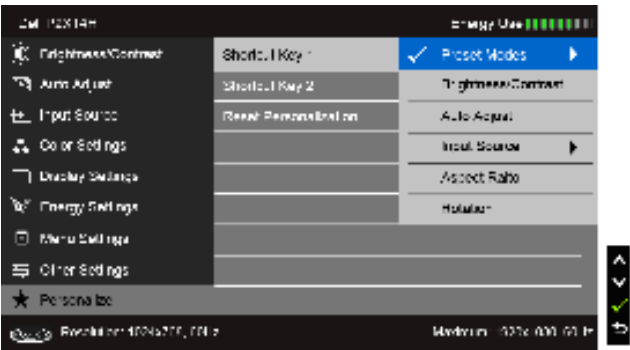 Dell P2X14H
Energy Use
Brightness/Contrast
Auto Adjust
Input Source
Color Settings
Display Settings
Energy Settings
Menu Settings
Other Settings
Personalize
Shortcut Key 1
Shortcut Key 2
Reset Personalization
Preset Modes
Brightness/Contrast
Auto Adjust
Input Source
Aspect Raito
Rotation
Resolution: 1024x768, 60Hz
Maximum: 1920x1080, 60Hz